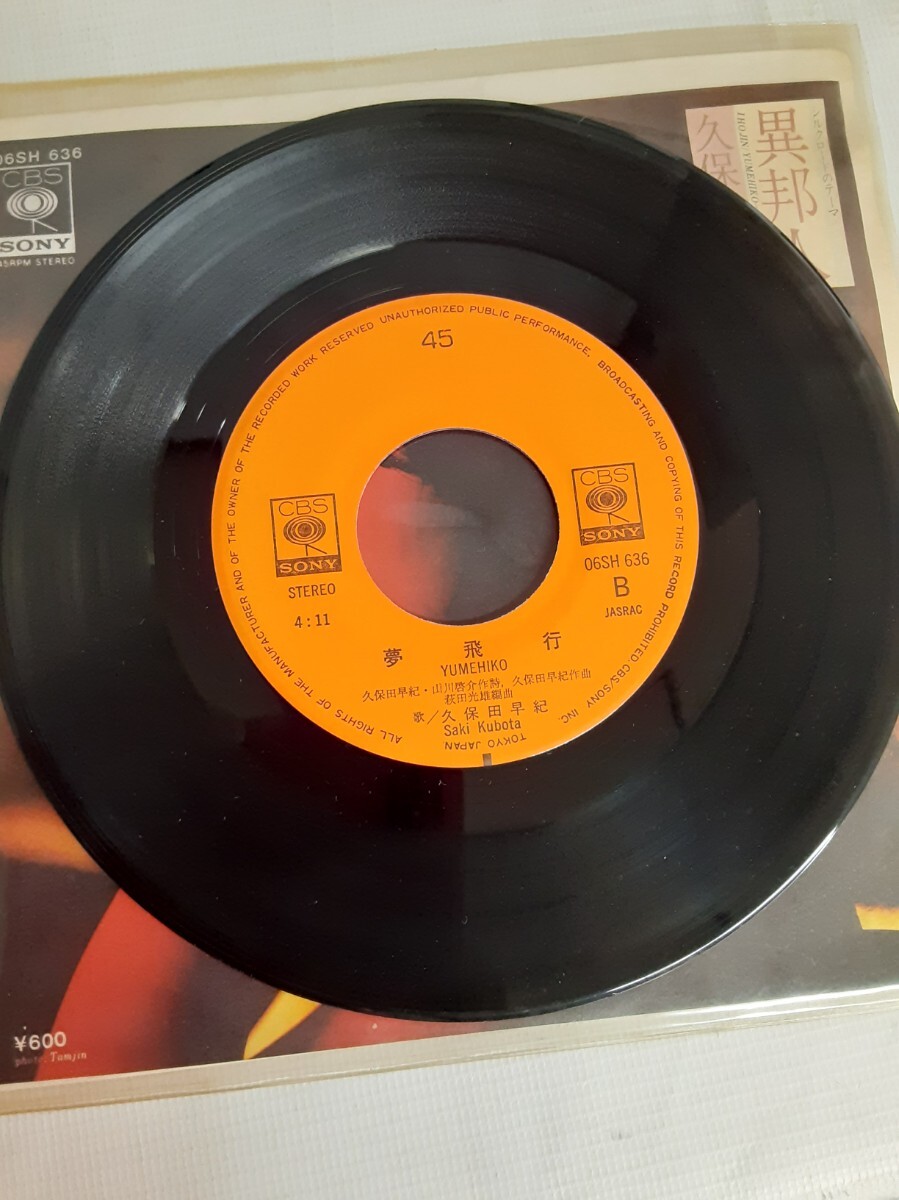 06SH 636
CBS
SONY
45RPM STEREO
異邦人
シルクロードのテーマ
IHOJIN・YUMEHIKO
久保
¥600
photo: Tamjin
45
CBS
SONY
STEREO
4:11
CBS
SONY
06SH 636
B
JASRAC
夢飛行
YUMEHIKO
久保田早紀・山川啓介作詩, 久保田早紀作曲
萩田光雄編曲
歌/久保田早紀
Saki Kubota
ALL RIGHTS OF THE MANUFACTURER AND OF THE OWNER OF THE RECORDED WORK RESERVED UNAUTHORIZED PUBLIC PERFORMANCE, BROADCASTING AND COPYING OF THIS RECORD PROHIBITED. CBS/SONY INC. TOKYO JAPAN